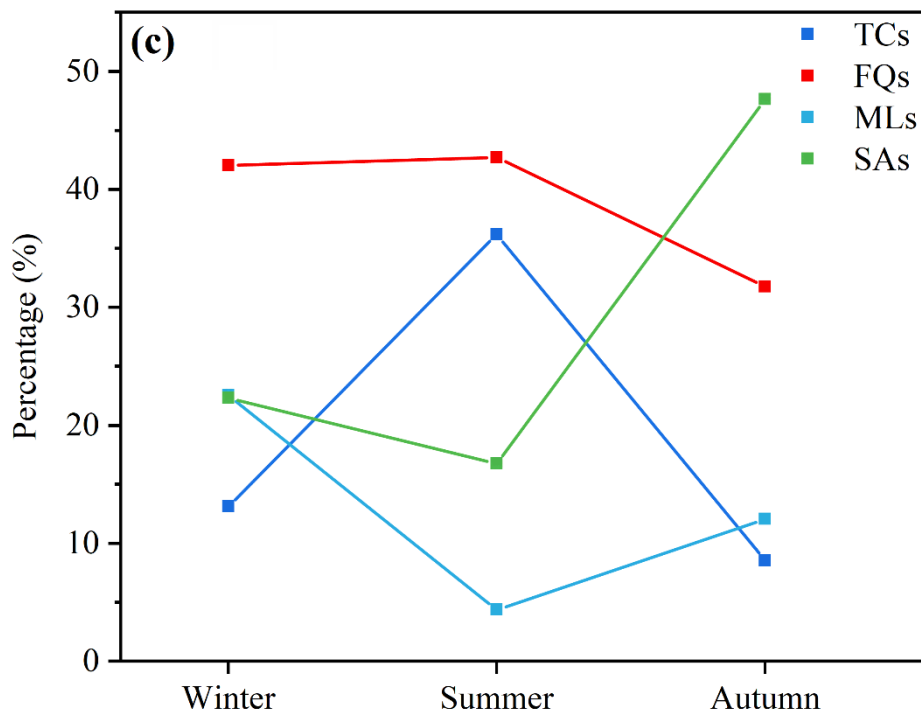 (c)
TCs
FQs
MLs
SAs
Percentage (%)
50
40
30
20
10
0
Winter Summer Autumn